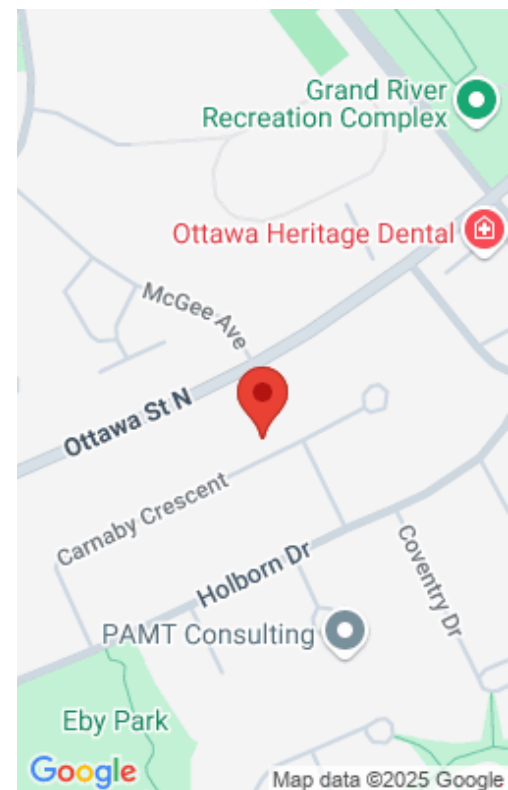 Grand River
Recreation Complex
Ottawa Heritage Dental
McGee Ave
Ottawa St N
Carnaby Crescent
Holborn Dr
Coventry Dr
PAMT Consulting
Eby Park
Google
Map data ©2025 Google